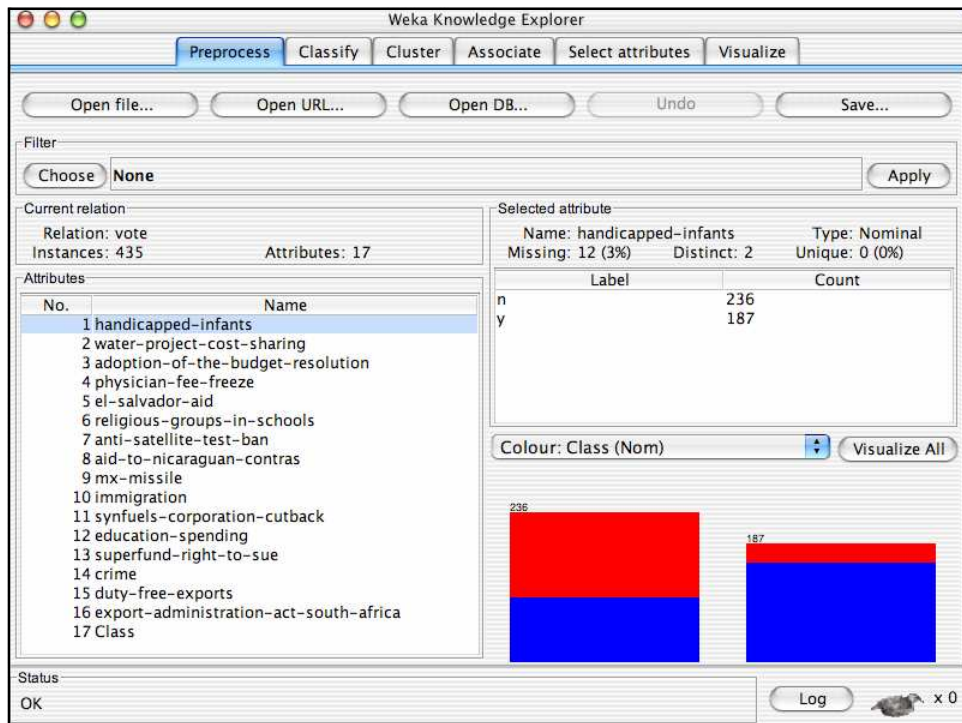 Weka Knowledge Explorer
Preprocess Classify Cluster Associate Select attributes Visualize
Open file... Open URL... Open DB... Undo Save...
Filter
Choose None Apply
Current relation
Relation: vote
Instances: 435 Attributes: 17
Attributes
No. Name
1 handicapped-infants
2 water-project-cost-sharing
3 adoption-of-the-budget-resolution
4 physician-fee-freeze
5 el-salvador-aid
6 religious-groups-in-schools
7 anti-satellite-test-ban
8 aid-to-nicaraguan-contras
9 mx-missile
10 immigration
11 synfuels-corporation-cutback
12 education-spending
13 superfund-right-to-sue
14 crime
15 duty-free-exports
16 export-administration-act-south-africa
17 Class
Selected attribute
Name: handicapped-infants Type: Nominal
Missing: 12 (3%) Distinct: 2 Unique: 0 (0%)
Label Count
n 236
y 187
Colour: Class (Nom) Visualize All
236
187
Status
OK
Log x 0